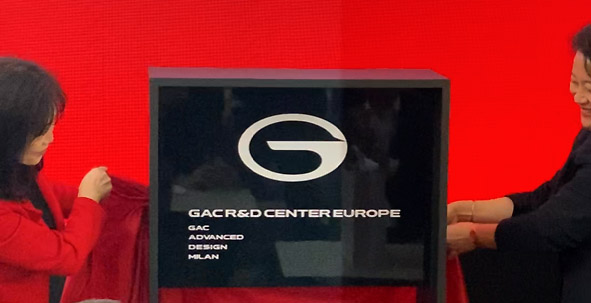 GAC R&D CENTER EUROPE
GAC
ADVANCED
DESIGN
MILAN